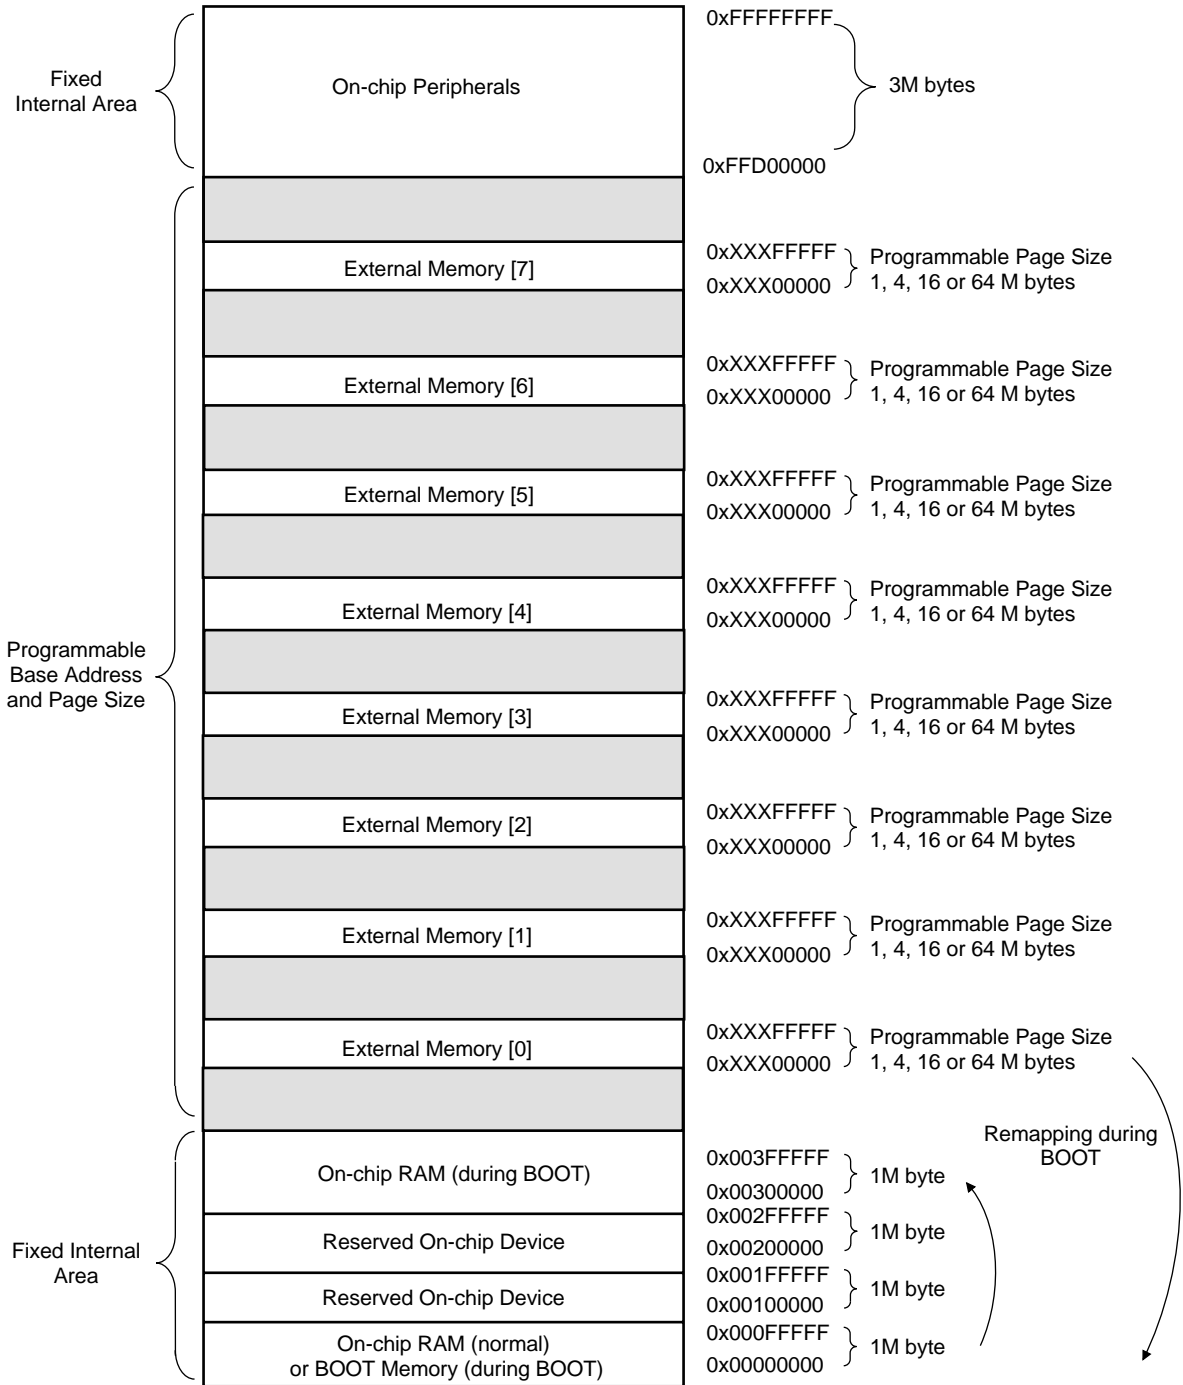 0xFFFFFFFF
Fixed
Internal Area
On-chip Peripherals
3M bytes
0xFFD00000
0xXXXFFFFF
External Memory [7]
0xXXX00000
Programmable Page Size
1, 4, 16 or 64 M bytes
0xXXXFFFFF
External Memory [6]
0xXXX00000
Programmable Page Size
1, 4, 16 or 64 M bytes
0xXXXFFFFF
External Memory [5]
0xXXX00000
Programmable Page Size
1, 4, 16 or 64 M bytes
0xXXXFFFFF
External Memory [4]
0xXXX00000
Programmable Page Size
1, 4, 16 or 64 M bytes
Programmable
Base Address
and Page Size
0xXXXFFFFF
External Memory [3]
0xXXX00000
Programmable Page Size
1, 4, 16 or 64 M bytes
0xXXXFFFFF
External Memory [2]
0xXXX00000
Programmable Page Size
1, 4, 16 or 64 M bytes
0xXXXFFFFF
External Memory [1]
0xXXX00000
Programmable Page Size
1, 4, 16 or 64 M bytes
0xXXXFFFFF
External Memory [0]
0xXXX00000
Programmable Page Size
1, 4, 16 or 64 M bytes
Remapping during
BOOT
On-chip RAM (during BOOT)
0x003FFFFF
0x00300000
1M byte
Fixed Internal
Area
Reserved On-chip Device
0x002FFFFF
0x00200000
1M byte
Reserved On-chip Device
0x001FFFFF
0x00100000
1M byte
On-chip RAM (normal)
or BOOT Memory (during BOOT)
0x000FFFFF
0x00000000
1M byte